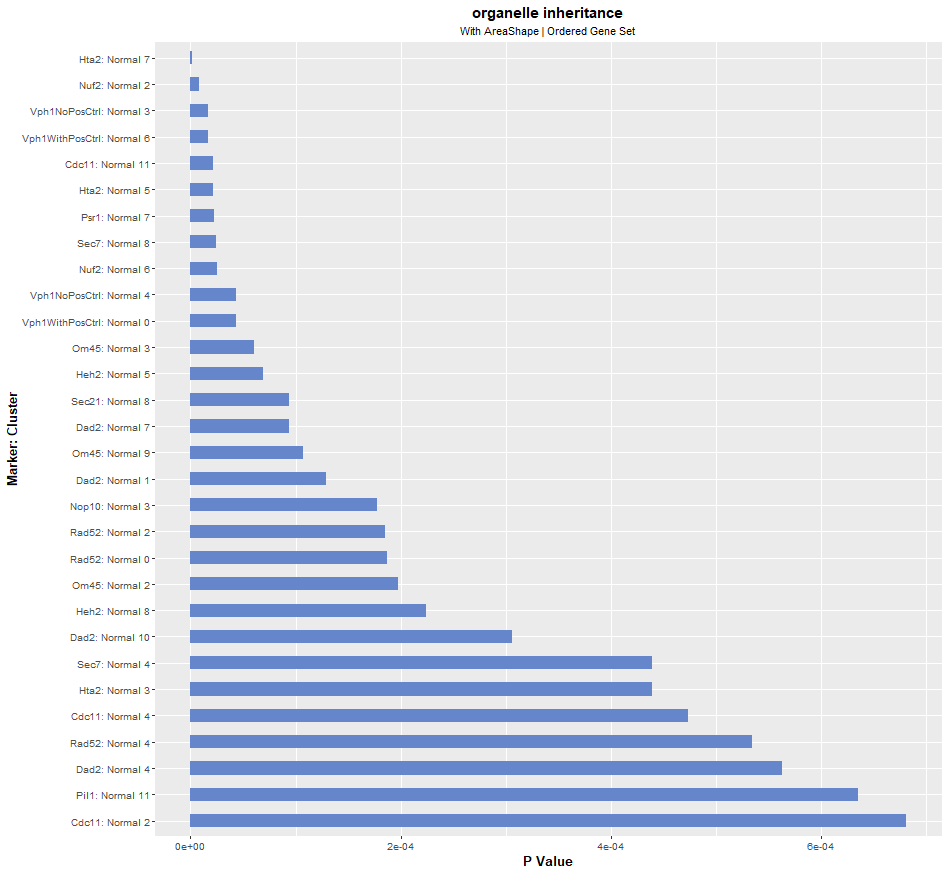 organelle inheritance
With AreaShape | Ordered Gene Set
Marker: Cluster
Hta2: Normal 7
Nuf2: Normal 2
Vph1NoPosCtrl: Normal 3
Vph1WithPosCtrl: Normal 6
Cdc11: Normal 11
Hta2: Normal 5
Psr1: Normal 7
Sec7: Normal 8
Nuf2: Normal 6
Vph1NoPosCtrl: Normal 4
Vph1WithPosCtrl: Normal 0
Om45: Normal 3
Heh2: Normal 5
Sec21: Normal 8
Dad2: Normal 7
Om45: Normal 9
Dad2: Normal 1
Nop10: Normal 3
Rad52: Normal 2
Rad52: Normal 0
Om45: Normal 2
Heh2: Normal 8
Dad2: Normal 10
Sec7: Normal 4
Hta2: Normal 3
Cdc11: Normal 4
Rad52: Normal 4
Dad2: Normal 4
Pil1: Normal 11
Cdc11: Normal 2
0e+00 2e-04 4e-04 6e-04
P Value